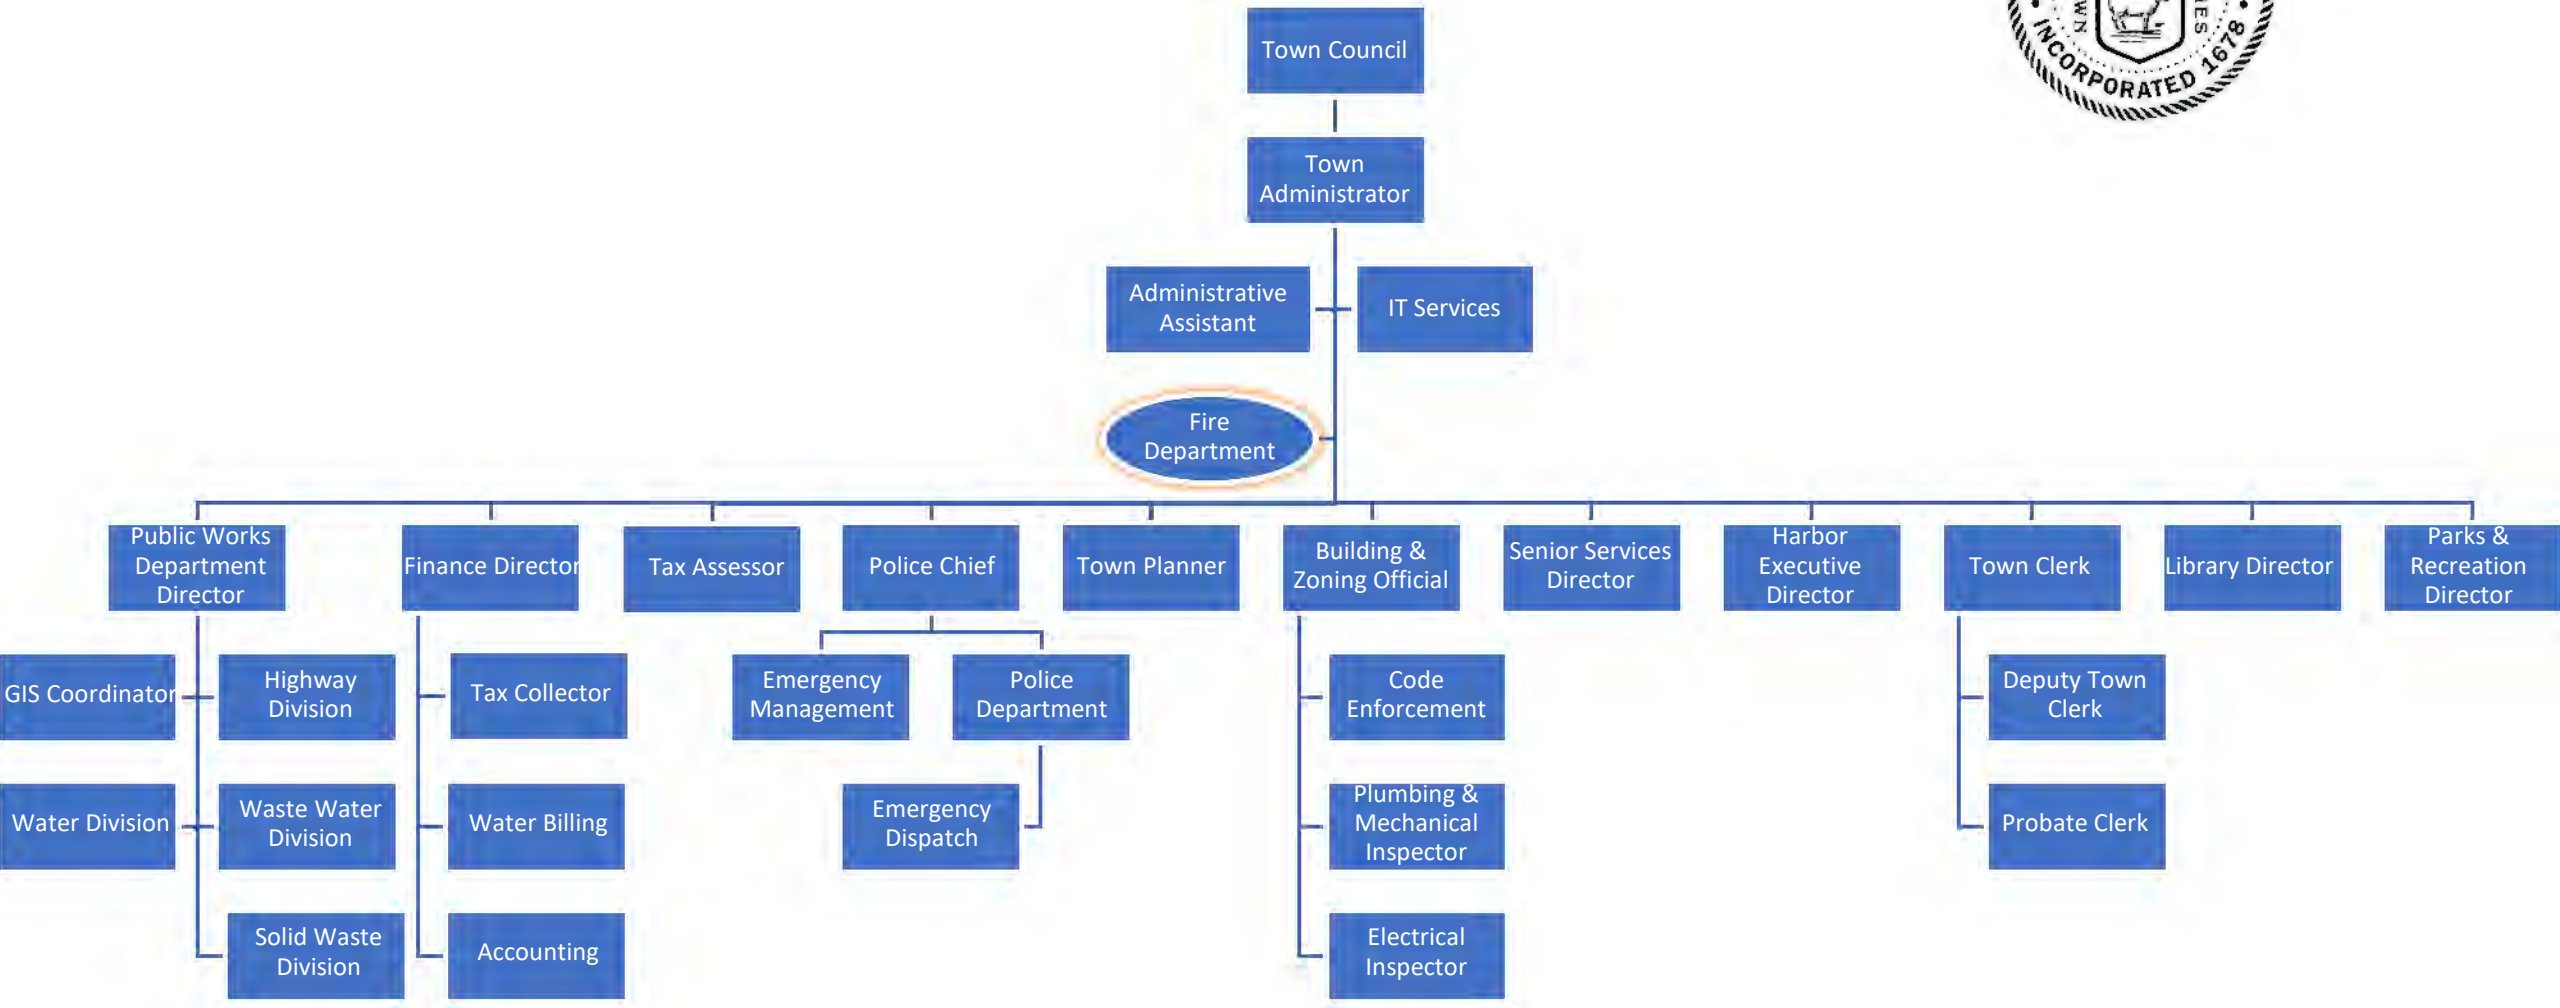 Town Council
INCORPORATED 1678
Town
Administrator
Administrative
Assistant
IT Services
Fire
Department
Public Works
Department
Director
Finance Director
Tax Assessor
Police Chief
Town Planner
Building &
Zoning Official
Senior Services
Director
Harbor
Executive
Director
Town Clerk
Library Director
Parks &
Recreation
Director
GIS Coordinator
Highway
Division
Tax Collector
Emergency
Management
Police
Department
Code
Enforcement
Deputy Town
Clerk
Water Division
Waste Water
Division
Water Billing
Emergency
Dispatch
Plumbing &
Mechanical
Inspector
Probate Clerk
Solid Waste
Division
Accounting
Electrical
Inspector